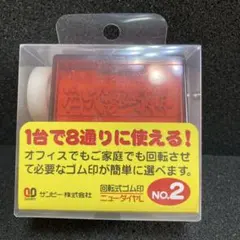 1台で8通りに使える!
オフィスでもご家庭でも回転させ
て必要なゴム印が簡単に選べます。
サンビー株式会社
回転式ゴム印
ニューダイヤル
NO.2